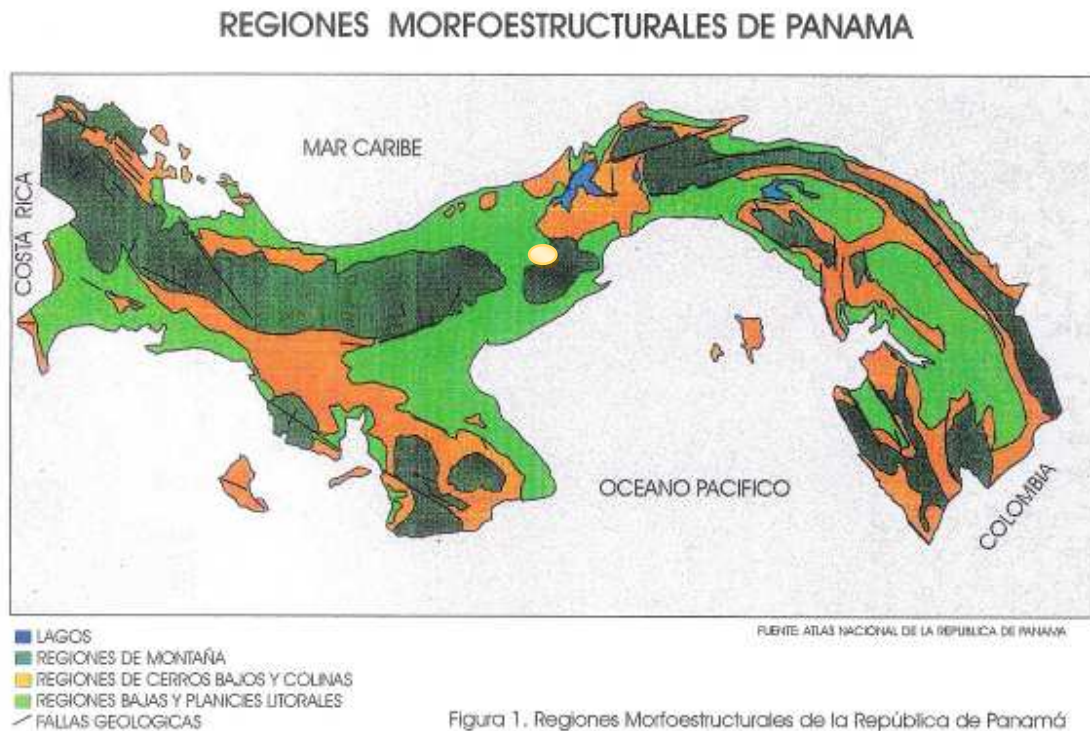 REGIONES MORFOESTRUCTURALES DE PANAMA
MAR CARIBE
COSTA RICA
OCEANO PACIFICO
COLOMBIA
FUENTE: ATLAS NACIONAL DE LA REPUBLICA DE PANAMA
LAGOS
REGIONES DE MONTAÑA
REGIONES DE CERROS BAJOS Y COLINAS
REGIONES BAJAS Y PLANICIES LITORALES
FALLAS GEOLOGICAS
Figura 1. Regiones Morfoestructurales de la República de Panamá